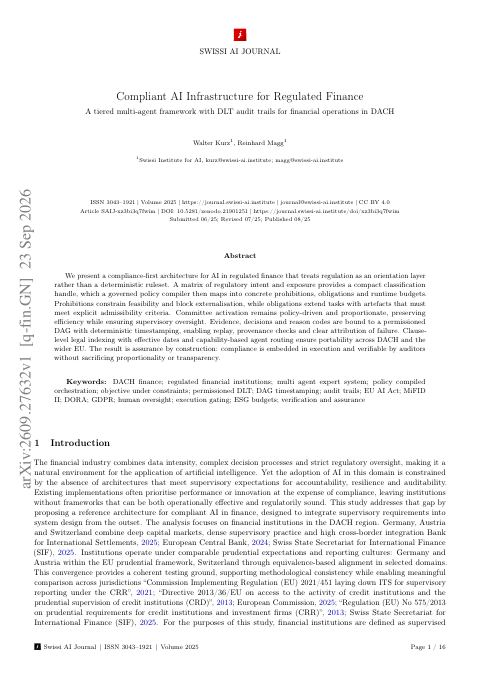 SWISSI AI JOURNAL
Compliant AI Infrastructure for Regulated Finance
A tiered multi-agent framework with DLT audit trails for financial operations in DACH
Walter Kurz1, Reinhard Magg1
1Swissi Institute for AI, kurz@swissi-ai.institute; magg@swissi-ai.institute
ISSN 3043–1921 | Volume 2025 | https://journal.swissi-ai.institute | journal@swissi-ai.institute | CC BY 4.0
Article SAIJ-xz3bi3q7fwim | DOI: 10.5281/zenodo.21901251 | https://journal.swissi-ai.institute/doi/xz3bi3q7fwim
Submitted 06/25; Revised 07/25; Published 08/25
Abstract
We present a compliance-first architecture for AI in regulated finance that treats regulation as an orientation layer
rather than a deterministic ruleset. A matrix of regulatory intent and exposure provides a compact classification
handle, which a governed policy compiler then maps into concrete prohibitions, obligations and runtime budgets.
Prohibitions constrain feasibility and block externalisation, while obligations extend tasks with artefacts that must
meet explicit admissibility criteria. Committee activation remains policy-driven and proportionate, preserving
efficiency while ensuring supervisory oversight. Evidence, decisions and reason codes are bound to a permissioned
DAG with deterministic timestamping, enabling replay, provenance checks and clear attribution of failure. Clause-
level legal indexing with effective dates and capability-based agent routing ensure portability across DACH and the
wider EU. The result is assurance by construction: compliance is embedded in execution and verifiable by auditors
without sacrificing proportionality or transparency.
Keywords: DACH finance; regulated financial institutions; multi agent expert system; policy compiled
orchestration; objective under constraints; permissioned DLT; DAG timestamping; audit trails; EU AI Act; MiFID
II; DORA; GDPR; human oversight; execution gating; ESG budgets; verification and assurance
1 Introduction
The financial industry combines data intensity, complex decision processes and strict regulatory oversight, making it a
natural environment for the application of artificial intelligence. Yet the adoption of AI in this domain is constrained
by the absence of architectures that meet supervisory expectations for accountability, resilience and auditability.
Existing implementations often prioritise performance or innovation at the expense of compliance, leaving institutions
without frameworks that can be both operationally effective and regulatorily sound. This study addresses that gap by
proposing a reference architecture for compliant AI in finance, designed to integrate supervisory requirements into
system design from the outset. The analysis focuses on financial institutions in the DACH region. Germany, Austria
and Switzerland combine deep capital markets, dense supervisory practice and high cross-border integration Bank
for International Settlements, 2025; European Central Bank, 2024; Swiss State Secretariat for International Finance
(SIF), 2025. Institutions operate under comparable prudential expectations and reporting cultures: Germany and
Austria within the EU prudential framework, Switzerland through equivalence-based alignment in selected domains.
This convergence provides a coherent testing ground, supporting methodological consistency while enabling meaningful
comparison across jurisdictions “Commission Implementing Regulation (EU) 2021/451 laying down ITS for supervisory
reporting under the CRR”, 2021; “Directive 2013/36/EU on access to the activity of credit institutions and the
prudential supervision of credit institutions (CRD)”, 2013; European Commission, 2025; “Regulation (EU) No 575/2013
on prudential requirements for credit institutions and investment firms (CRR)”, 2013; Swiss State Secretariat for
International Finance (SIF), 2025. For the purposes of this study, financial institutions are defined as supervised
Swissi AI Journal | ISSN 3043–1921 | Volume 2025
Page 1 / 16
arXiv:2609.27632v1 [q-fin.GN] 23 Sep 2026